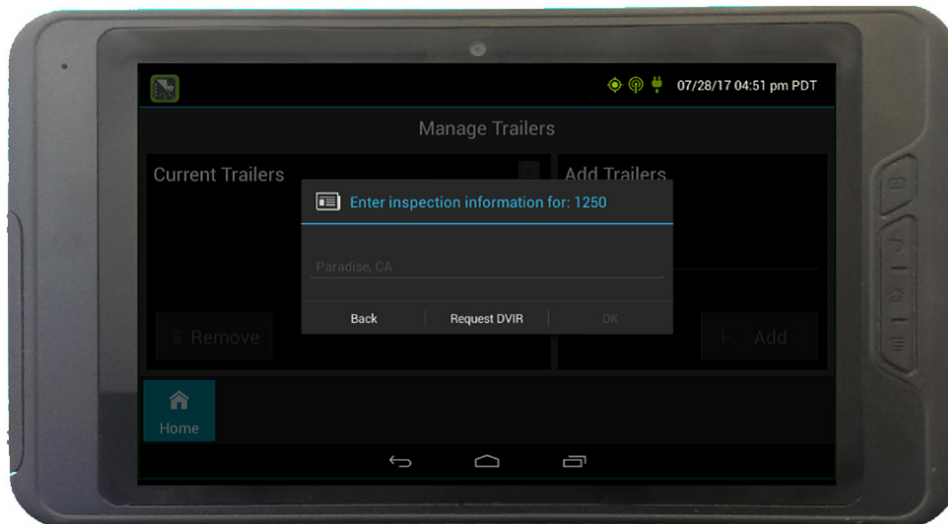 07/28/17 04:51 pm PDT
Manage Trailers
Current Trailers
Add Trailers
Enter inspection information for: 1250
Paradise, CA
Back
Request DVIR
OK
Remove
+ Add
Home